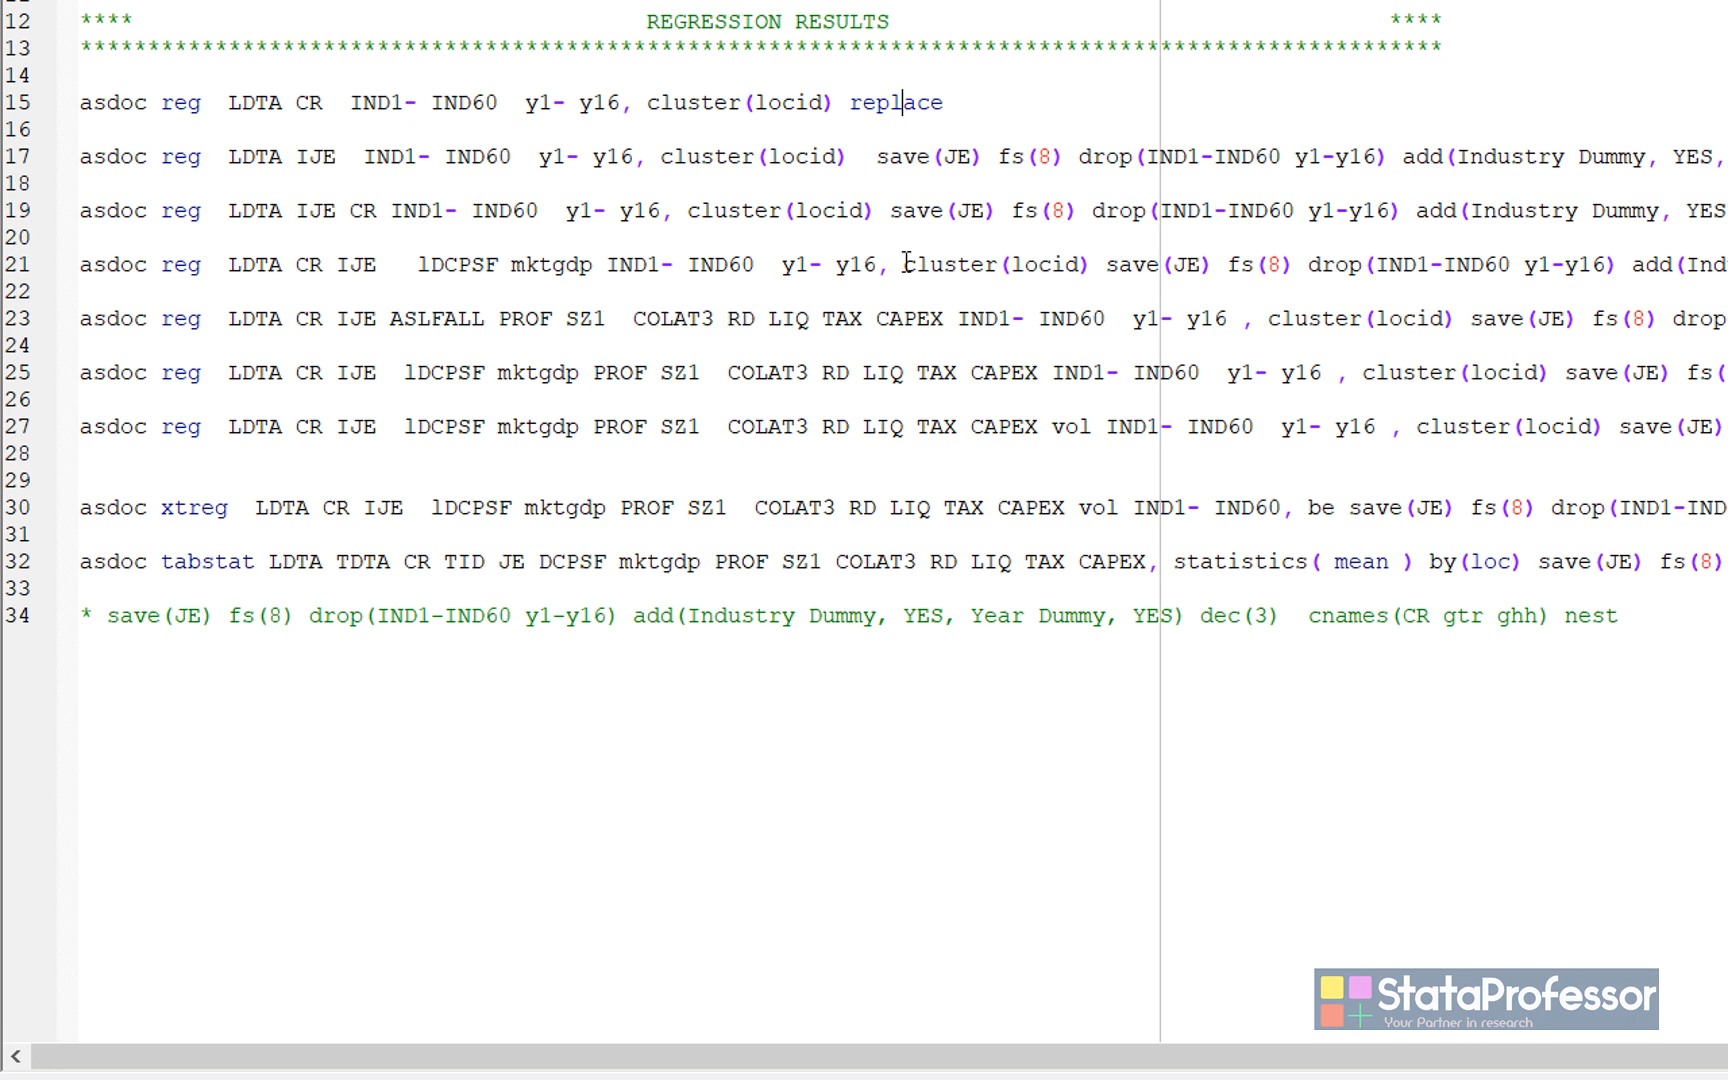 12 **** REGRESSION RESULTS ****
13 *****************************************************************************************************
14
15 asdoc reg LDTA CR IND1- IND60 y1- y16, cluster(locid) replace
16
17 asdoc reg LDTA IJE IND1- IND60 y1- y16, cluster(locid) save(JE) fs(8) drop(IND1-IND60 y1-y16) add(Industry Dummy, YES,
18
19 asdoc reg LDTA IJE CR IND1- IND60 y1- y16, cluster(locid) save(JE) fs(8) drop(IND1-IND60 y1-y16) add(Industry Dummy, YES
20
21 asdoc reg LDTA CR IJE lDCPSF mktgdp IND1- IND60 y1- y16, cluster(locid) save(JE) fs(8) drop(IND1-IND60 y1-y16) add(Ind
22
23 asdoc reg LDTA CR IJE ASLFALL PROF SZ1 COLAT3 RD LIQ TAX CAPEX IND1- IND60 y1- y16 , cluster(locid) save(JE) fs(8) drop
24
25 asdoc reg LDTA CR IJE lDCPSF mktgdp PROF SZ1 COLAT3 RD LIQ TAX CAPEX IND1- IND60 y1- y16 , cluster(locid) save(JE) fs(
26
27 asdoc reg LDTA CR IJE lDCPSF mktgdp PROF SZ1 COLAT3 RD LIQ TAX CAPEX vol IND1- IND60 y1- y16 , cluster(locid) save(JE)
28
29
30 asdoc xtreg LDTA CR IJE lDCPSF mktgdp PROF SZ1 COLAT3 RD LIQ TAX CAPEX vol IND1- IND60, be save(JE) fs(8) drop(IND1-IND
31
32 asdoc tabstat LDTA TDTA CR TID JE DCPSF mktgdp PROF SZ1 COLAT3 RD LIQ TAX CAPEX, statistics( mean ) by(loc) save(JE) fs(8)
33
34 * save(JE) fs(8) drop(IND1-IND60 y1-y16) add(Industry Dummy, YES, Year Dummy, YES) dec(3) cnames(CR gtr ghh) nest
StataProfessor
Your Partner in research